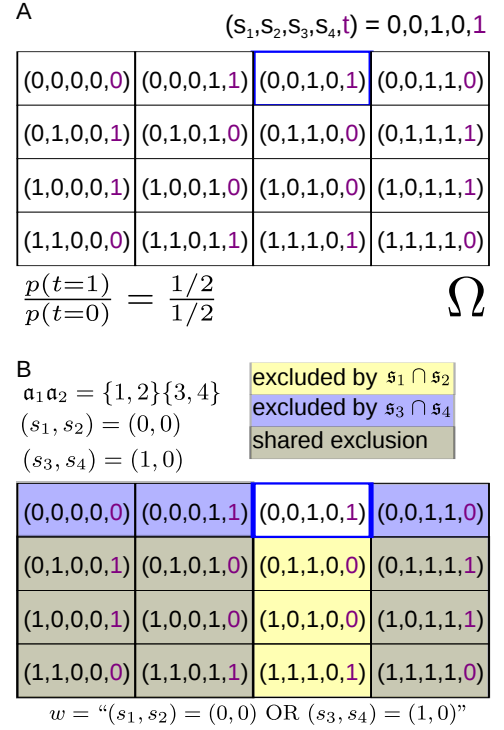 A
(s₁,s₂,s₃,s₄,t) = 0,0,1,0,1
(0,0,0,0,0) (0,0,0,1,1) (0,0,1,0,1) (0,0,1,1,0)
(0,1,0,0,1) (0,1,0,1,0) (0,1,1,0,0) (0,1,1,1,1)
(1,0,0,0,1) (1,0,0,1,0) (1,0,1,0,0) (1,0,1,1,1)
(1,1,0,0,0) (1,1,0,1,1) (1,1,1,0,1) (1,1,1,1,0)
p(t=1)/p(t=0) = 1/2/1/2
Ω
B
𝔞₁𝔞₂ = {1, 2}{3, 4}
(s₁, s₂) = (0, 0)
(s₃, s₄) = (1, 0)
excluded by 𝔰₁ ∩ 𝔰₂
excluded by 𝔰₃ ∩ 𝔰₄
shared exclusion
(0,0,0,0,0) (0,0,0,1,1) (0,0,1,0,1) (0,0,1,1,0)
(0,1,0,0,1) (0,1,0,1,0) (0,1,1,0,0) (0,1,1,1,1)
(1,0,0,0,1) (1,0,0,1,0) (1,0,1,0,0) (1,0,1,1,1)
(1,1,0,0,0) (1,1,0,1,1) (1,1,1,0,1) (1,1,1,1,0)
w = “(s₁, s₂) = (0, 0) OR (s₃, s₄) = (1, 0)”